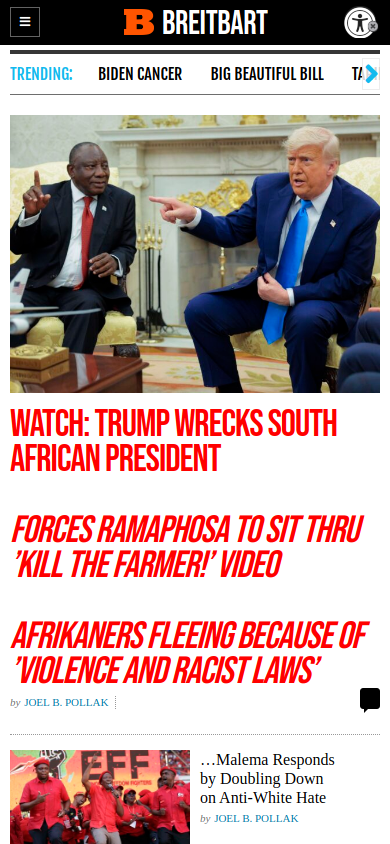 B BREITBART
TRENDING:
BIDEN CANCER
BIG BEAUTIFUL BILL
TA
WATCH: TRUMP WRECKS SOUTH
AFRICAN PRESIDENT
FORCES RAMAPHOSA TO SIT THRU
'KILL THE FARMER!' VIDEO
AFRIKANERS FLEEING BECAUSE OF
'VIOLENCE AND RACIST LAWS'
by JOEL B. POLLAK
EFF
…Malema Responds
by Doubling Down
on Anti-White Hate
by JOEL B. POLLAK